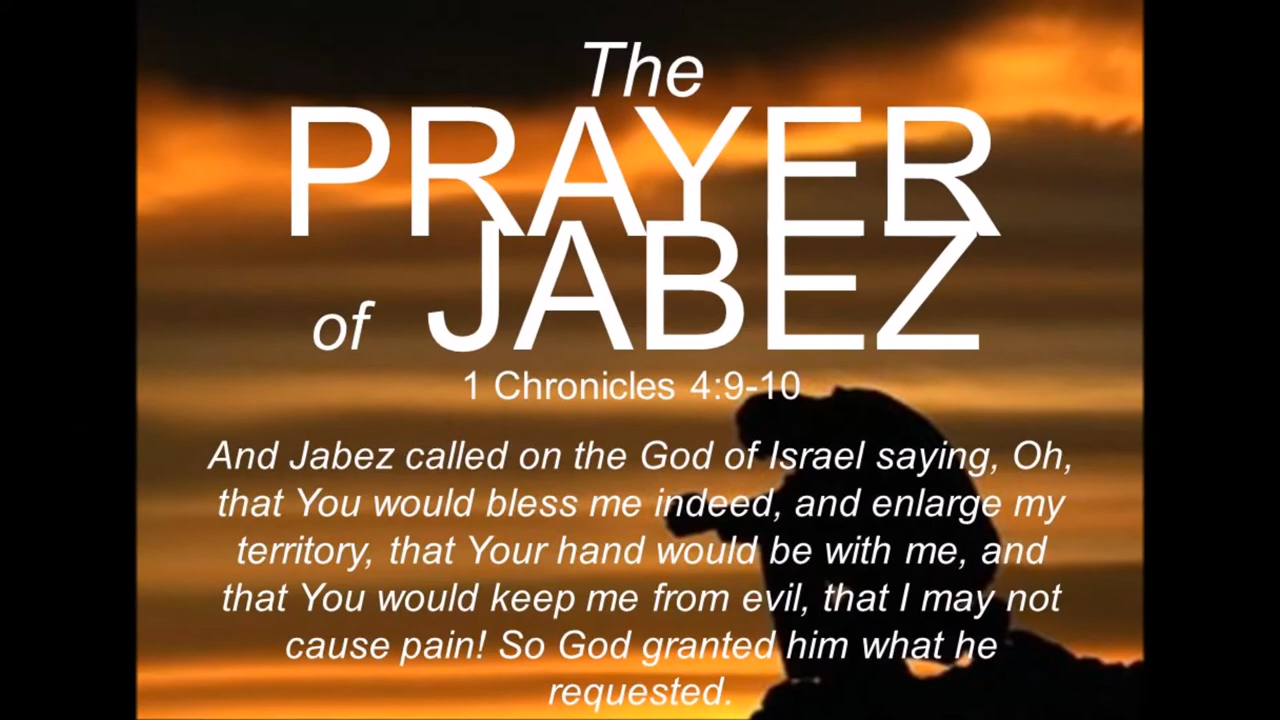 The
PRAYER
of JABEZ
1 Chronicles 4:9-10
And Jabez called on the God of Israel saying, Oh,
that You would bless me indeed, and enlarge my
territory, that Your hand would be with me, and
that You would keep me from evil, that I may not
cause pain! So God granted him what he
requested.